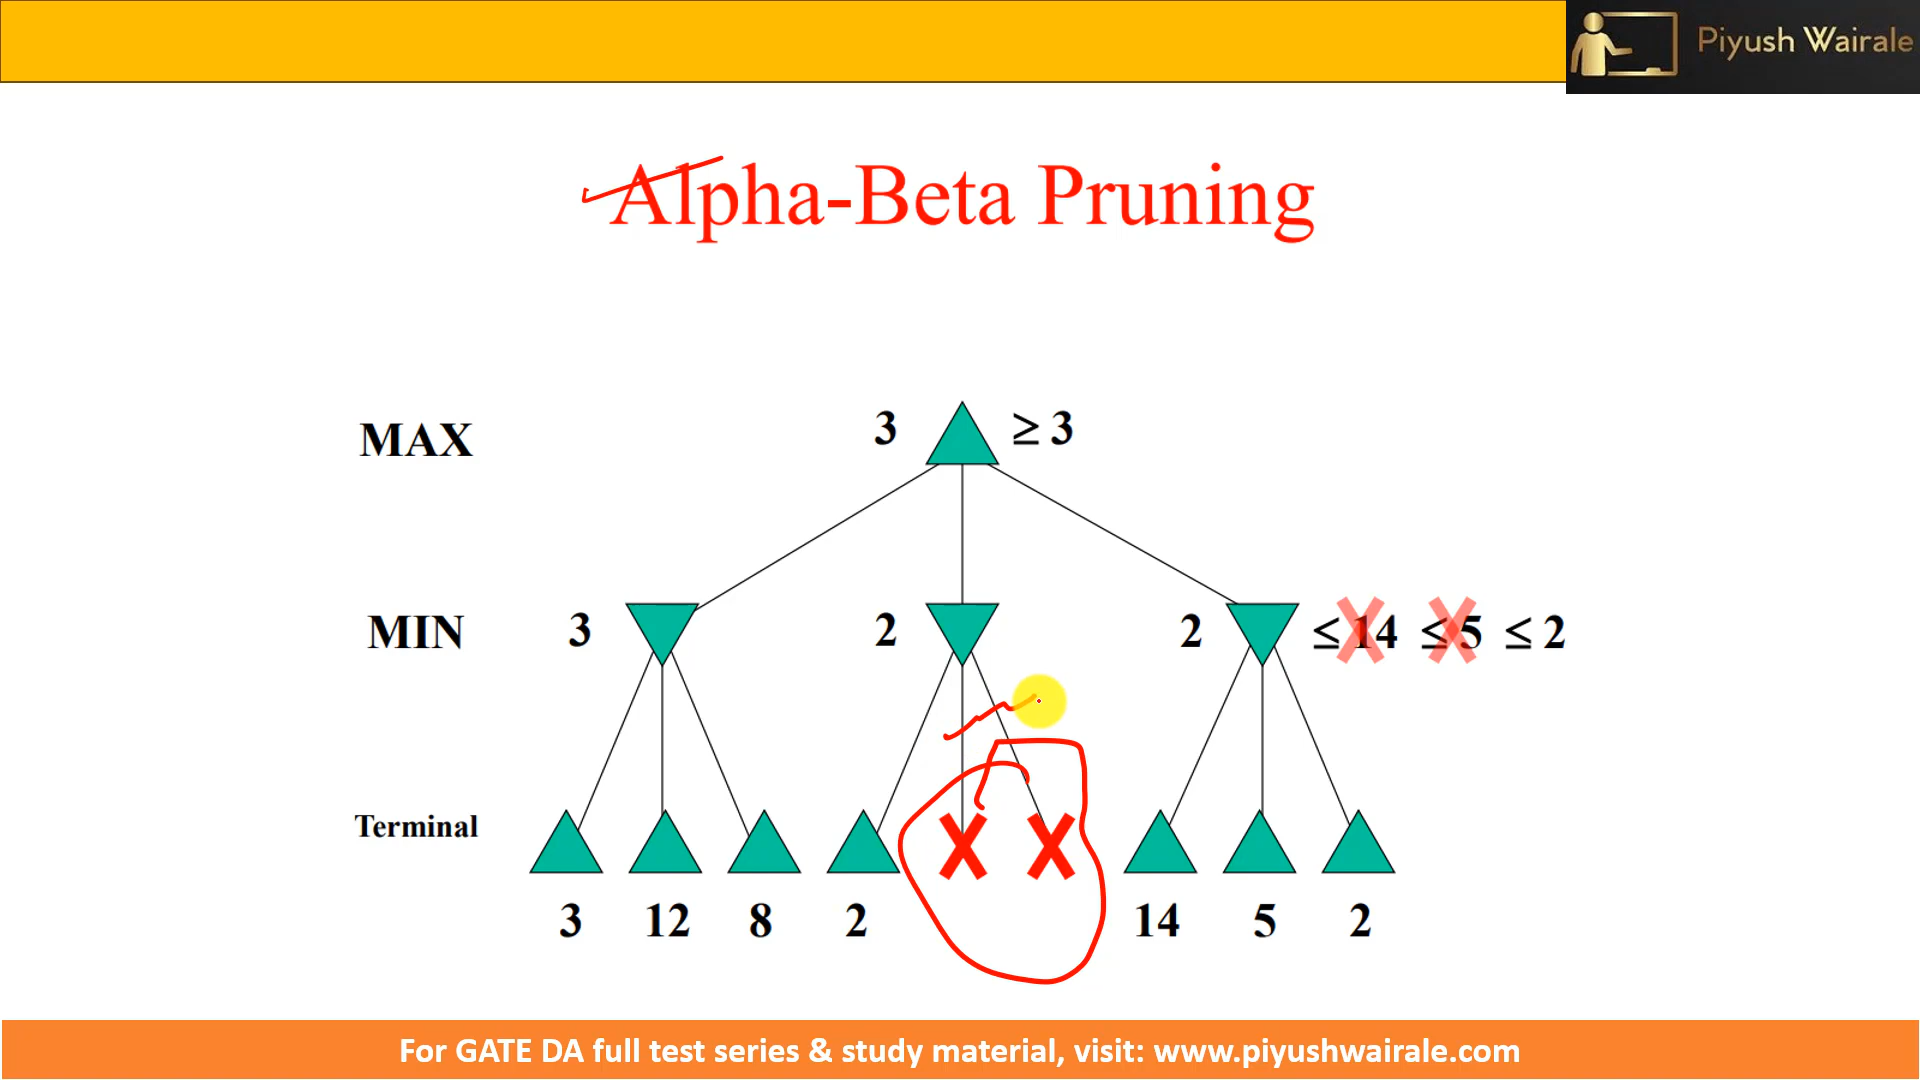 Piyush Wairale
Alpha-Beta Pruning
MAX 3 ≥ 3
MIN 3 2 2 ≤ 14 ≤ 5 ≤ 2
Terminal
3 12 8 2 14 5 2
For GATE DA full test series & study material, visit: www.piyushwairale.com